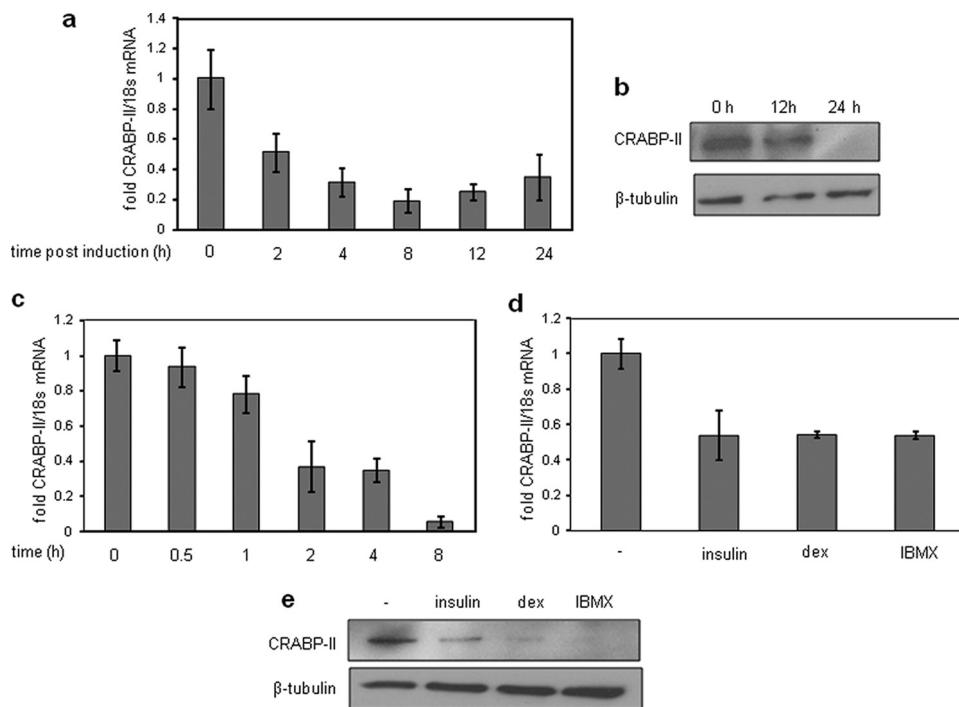 a
fold CRABP-II/18s mRNA
1.4
1.2
1
0.8
0.6
0.4
0.2
0
time post induction (h)
0 2 4 8 12 24
b
0 h 12h 24 h
CRABP-II
β-tubulin
c
fold CRABP-II/18s mRNA
1.2
1
0.8
0.6
0.4
0.2
0
time (h)
0 0.5 1 2 4 8
d
fold CRABP-II/18s mRNA
1.2
1
0.8
0.6
0.4
0.2
0
- insulin dex IBMX
e
- insulin dex IBMX
CRABP-II
β-tubulin